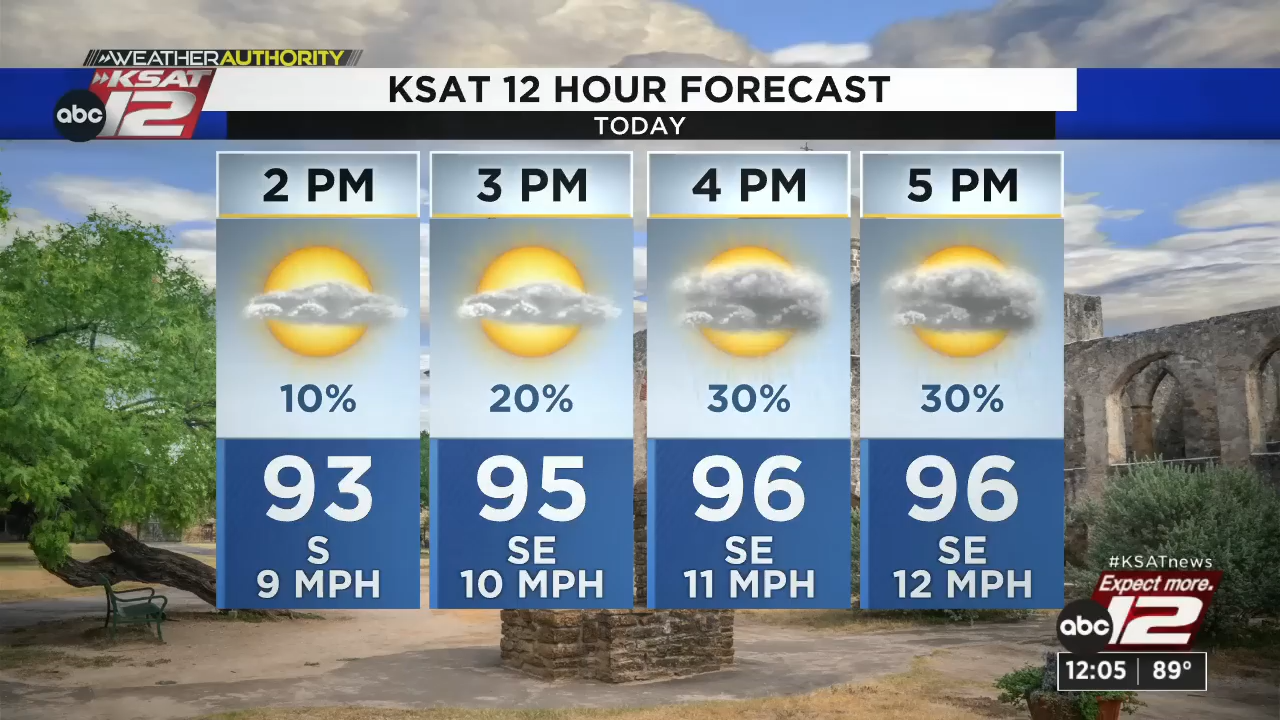 WEATHERAUTHORITY
KSAT
abc 12
KSAT 12 HOUR FORECAST
TODAY
2 PM
10%
93
S
9 MPH
3 PM
20%
95
SE
10 MPH
4 PM
30%
96
SE
11 MPH
5 PM
30%
96
SE
12 MPH
#KSATnews
Expect more.
abc 12
12:05 89°